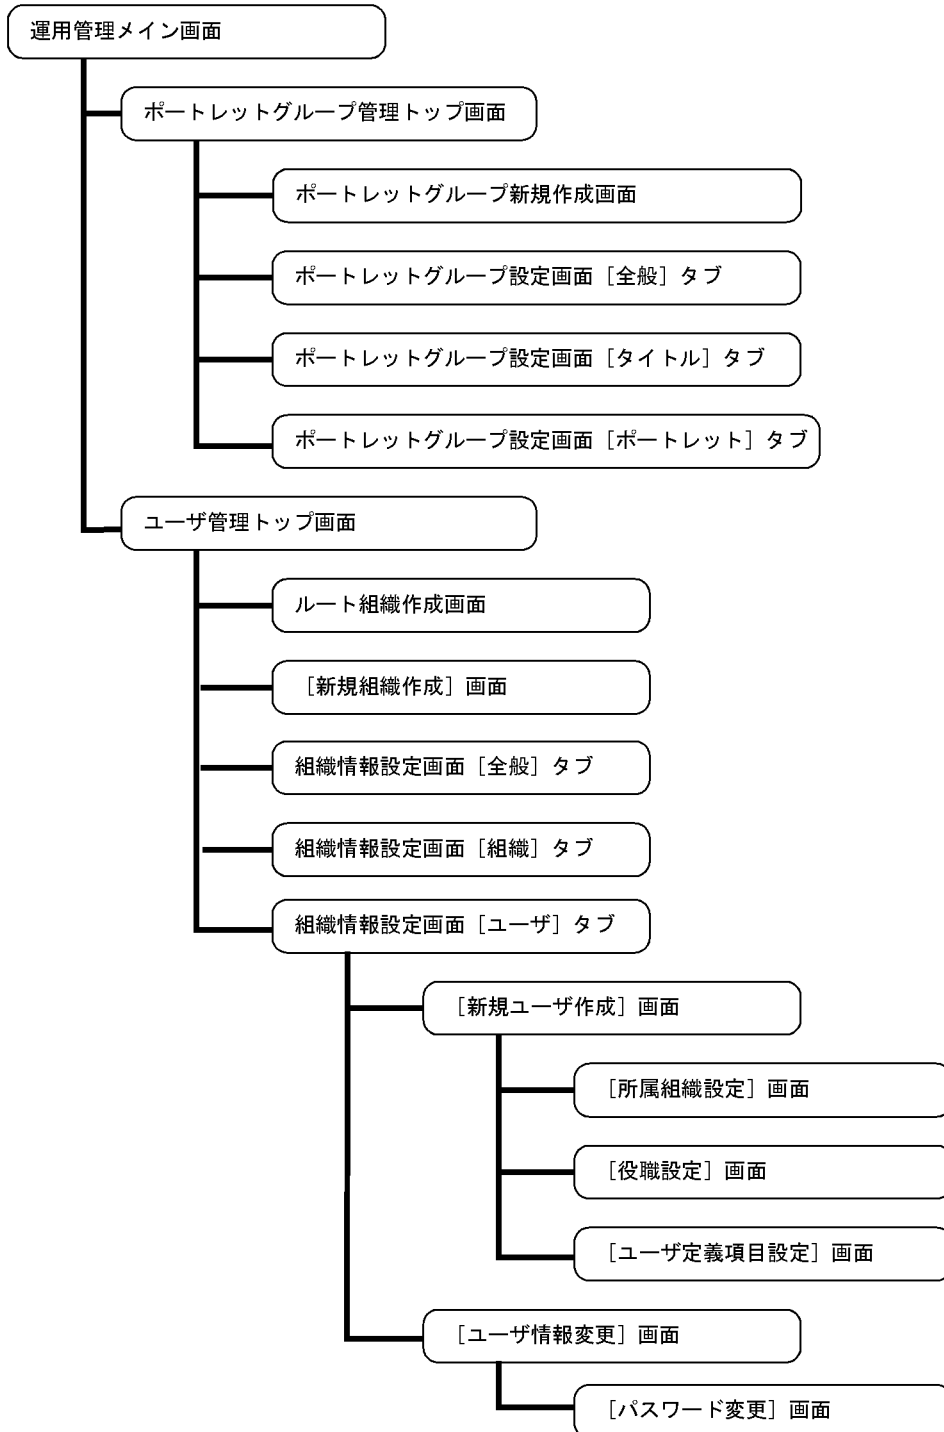 運用管理メイン画面
ポートレットグループ管理トップ画面
ポートレットグループ新規作成画面
ポートレットグループ設定画面［全般］タブ
ポートレットグループ設定画面［タイトル］タブ
ポートレットグループ設定画面［ポートレット］タブ
ユーザ管理トップ画面
ルート組織作成画面
［新規組織作成］画面
組織情報設定画面［全般］タブ
組織情報設定画面［組織］タブ
組織情報設定画面［ユーザ］タブ
［新規ユーザ作成］画面
［所属組織設定］画面
［役職設定］画面
［ユーザ定義項目設定］画面
［ユーザ情報変更］画面
［パスワード変更］画面